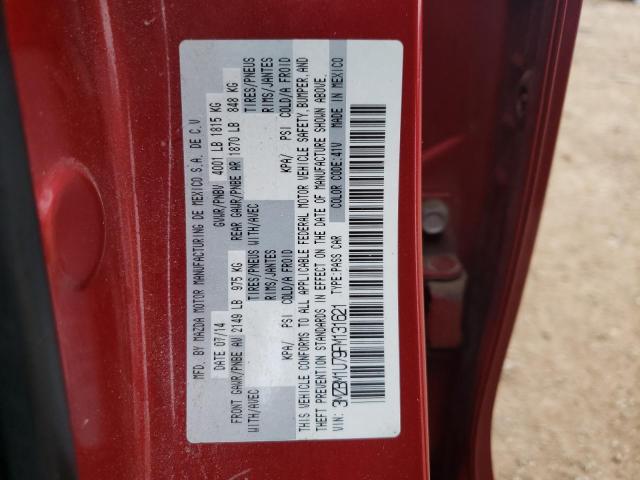 MFD. BY MAZDA MOTOR MANUFACTURING DE MEXICO S.A. DE C.V
DATE 07/14 GVWR/PNBV 4001 LB 1815 KG
FRONT GAWR/PNBE AV 2149 LB 975 KG REAR GAWR/PNBE AR 1870 LB 848 KG
WITH/AVEC TIRES/PNEUS RIMS/JANTES WITH/AVEC TIRES/PNEUS RIMS/JANTES
KPA/ PSI COLD/A FROID KPA/ PSI COLD/A FROID
THIS VEHICLE CONFORMS TO ALL APPLICABLE FEDERAL MOTOR VEHICLE SAFETY, BUMPER, AND
THEFT PREVENTION STANDARDS IN EFFECT ON THE DATE OF MANUFACTURE SHOWN ABOVE.
VIN: 3MZBM1U79FM131621 TYPE:PASS CAR COLOR CODE:41V MADE IN MEXICO